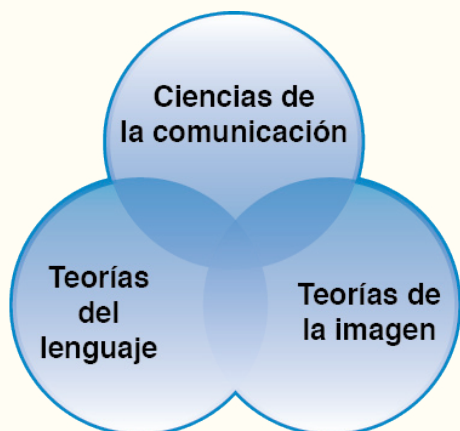 Ciencias de
la comunicación
Teorías
del
lenguaje
Teorías de
la imagen